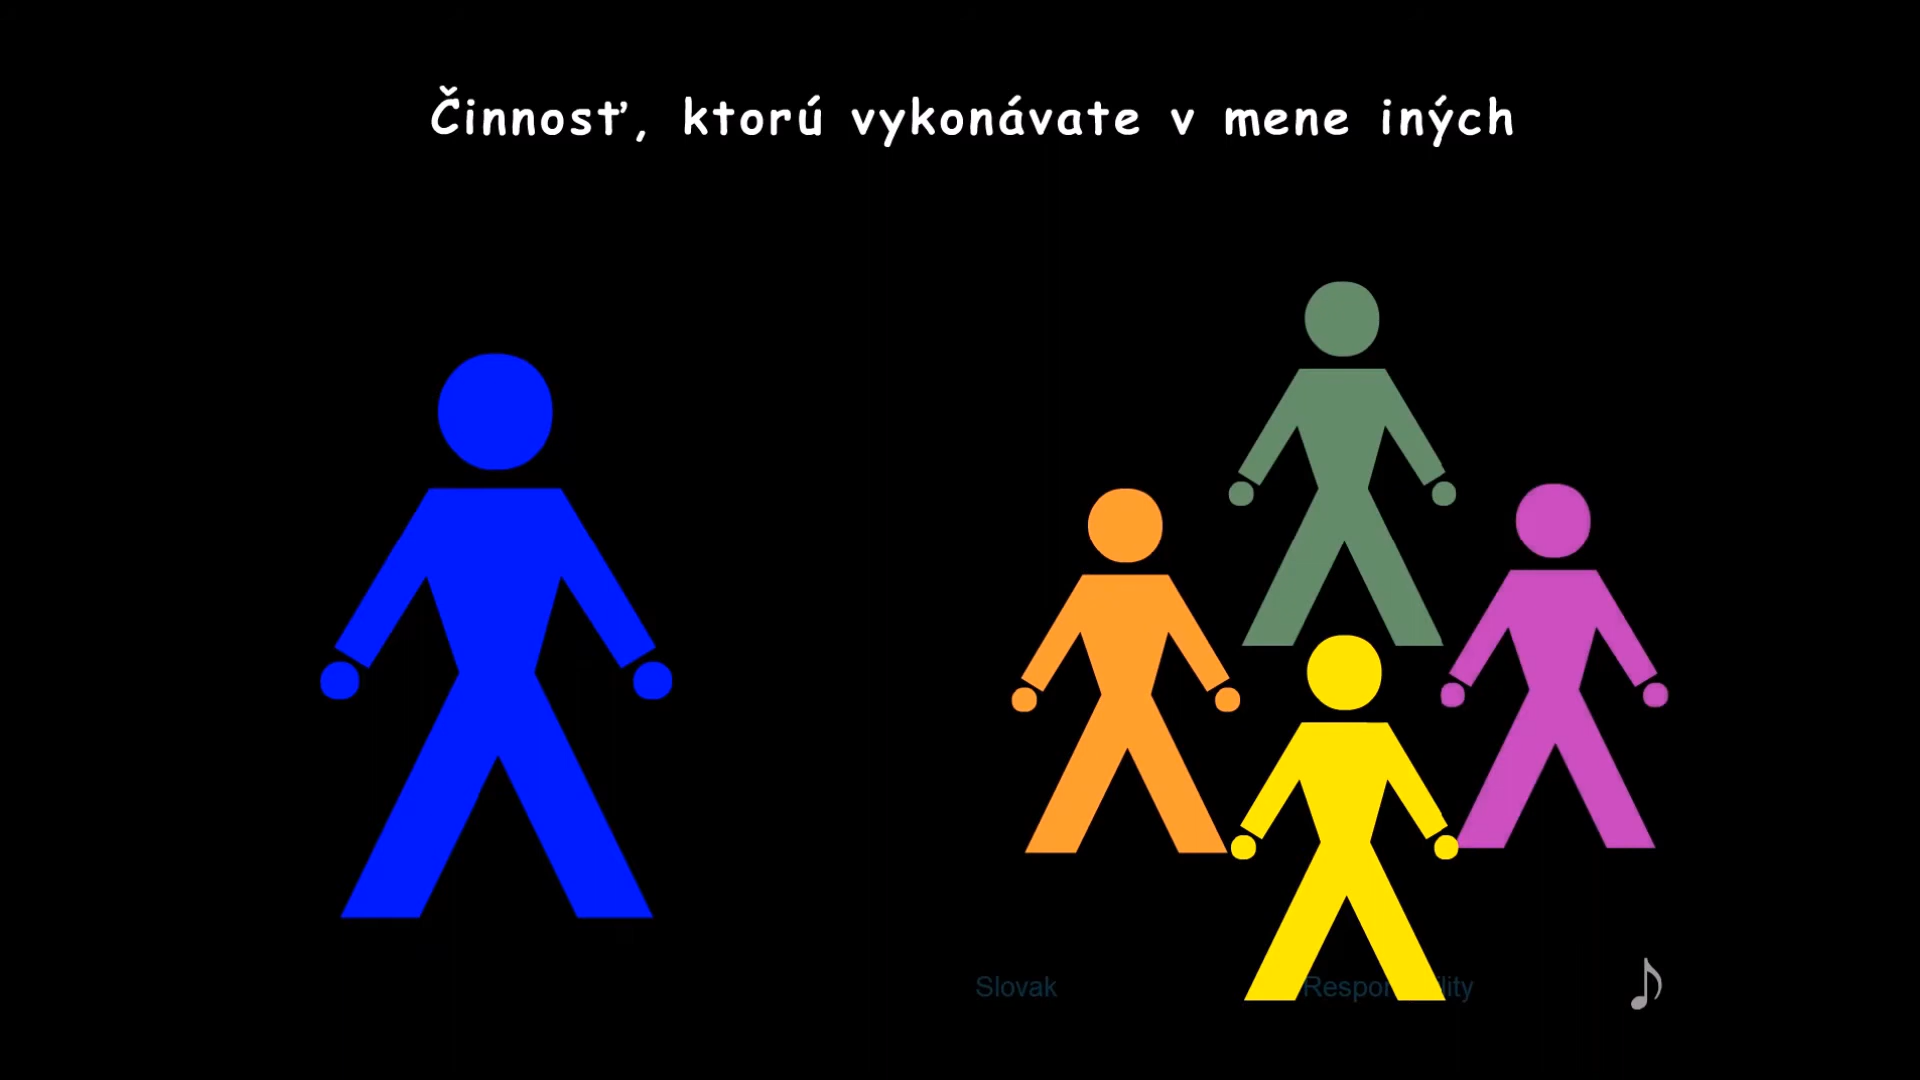 Činnosť, ktorú vykonávate v mene iných
Slovak